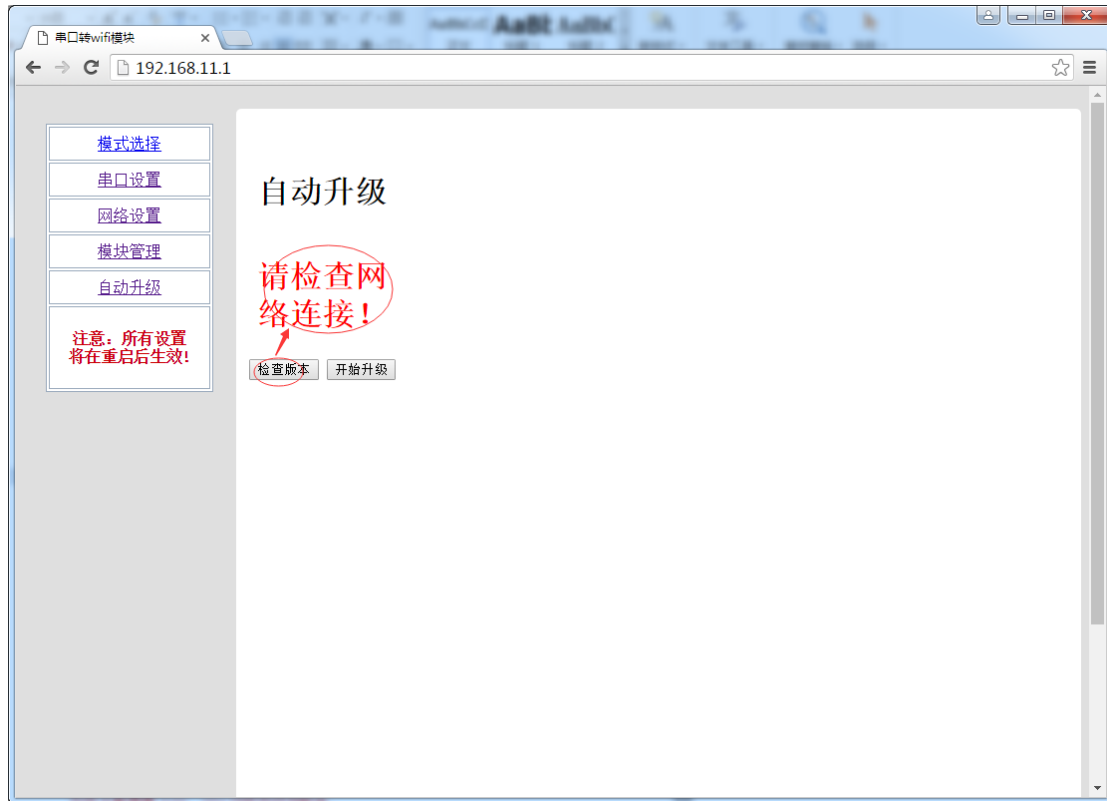 串口转wifi模块
192.168.11.1
模式选择
串口设置
网络设置
模块管理
自动升级
注意：所有设置
将在重启后生效!
自动升级
请检查网
络连接！
检查版本 开始升级